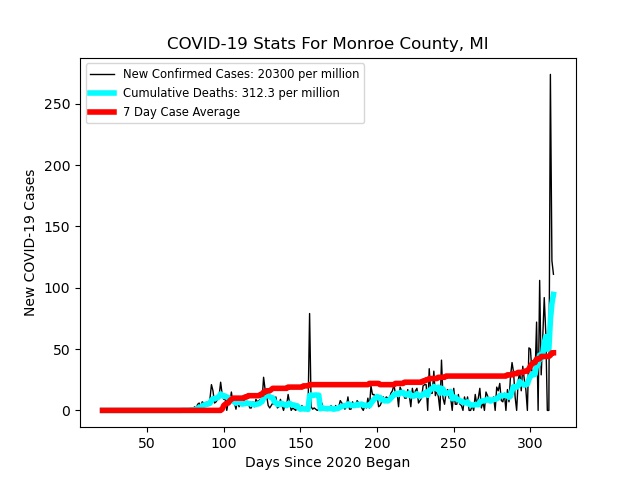 COVID-19 Stats For Monroe County, MI
New Confirmed Cases: 20300 per million
Cumulative Deaths: 312.3 per million
7 Day Case Average
New COVID-19 Cases
250
200
150
100
50
0
50 100 150 200 250 300
Days Since 2020 Began